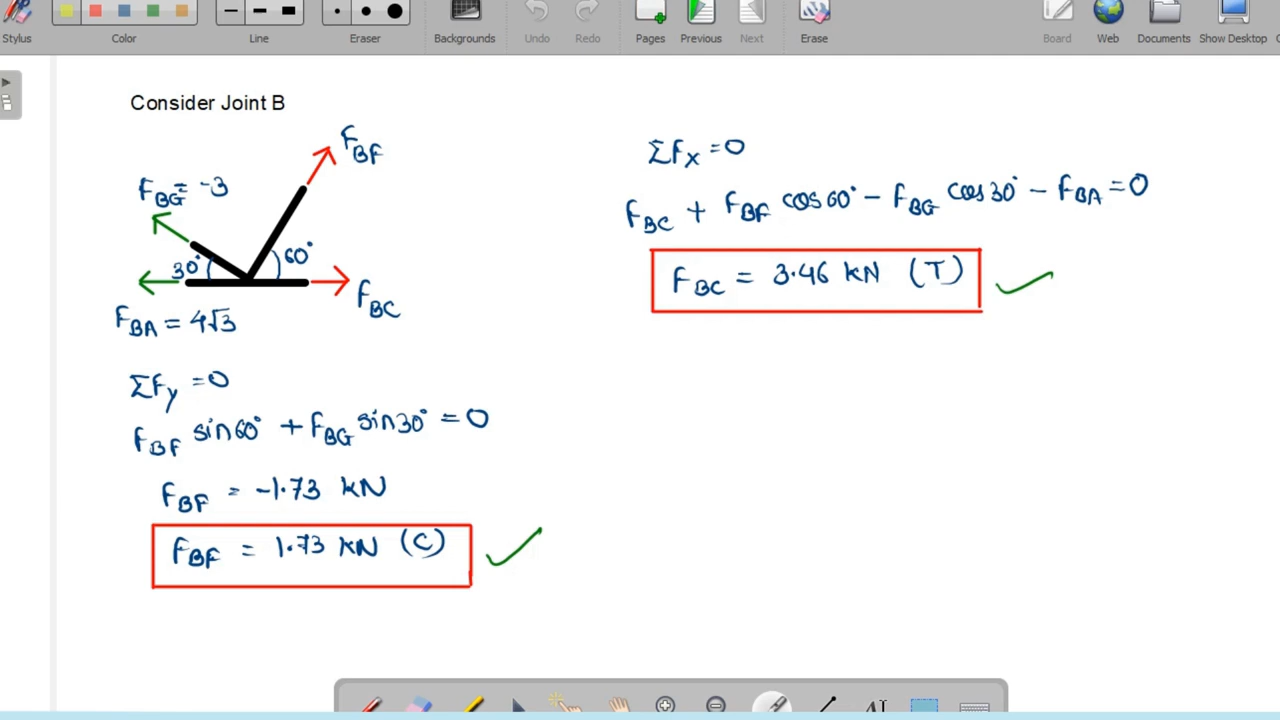 Stylus Color Line Eraser Backgrounds Undo Redo Pages Previous Next Erase Board Web Documents Show Desktop
Consider Joint B
F_BF
F_BG = -3
30° 60°
F_BC
F_BA = 4√3
ΣF_y = 0
F_BF sin60° + F_BG sin30° = 0
F_BF = -1.73 kN
F_BF = 1.73 kN (C)
ΣF_x = 0
F_BC + F_BF cos60° - F_BG cos30° - F_BA = 0
F_BC = 3.46 kN (T)